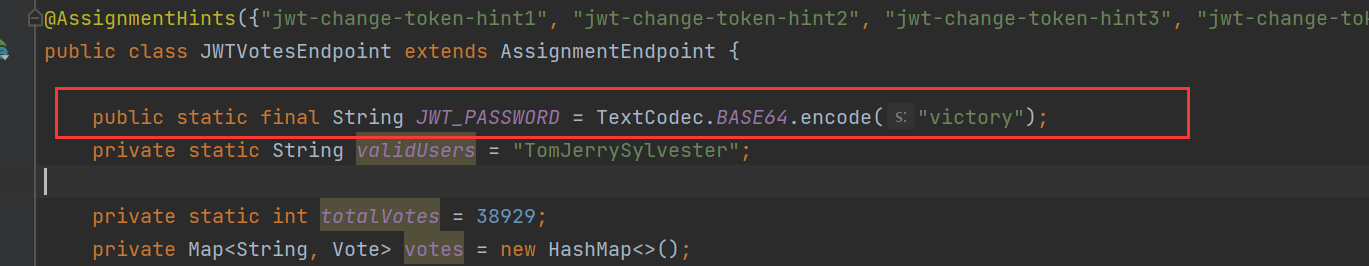 @AssignmentHints({"jwt-change-token-hint1", "jwt-change-token-hint2", "jwt-change-token-hint3", "jwt-change-to
public class JWTVotesEndpoint extends AssignmentEndpoint {
public static final String JWT_PASSWORD = TextCodec.BASE64.encode( s: "victory");
private static String validUsers = "TomJerrySylvester";
private static int totalVotes = 38929;
private Map<String, Vote> votes = new HashMap<>();